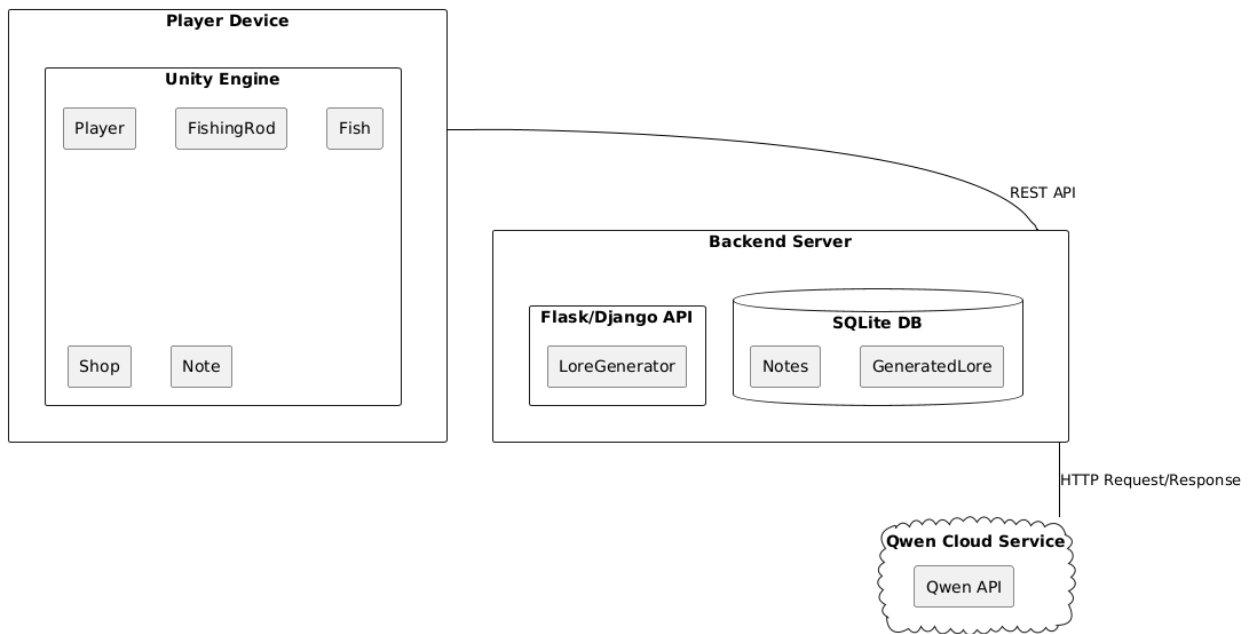 Player Device
Unity Engine
Player
FishingRod
Fish
REST API
Backend Server
Flask/Django API
SQLite DB
Shop
Note
LoreGenerator
Notes
GeneratedLore
HTTP Request/Response
Qwen Cloud Service
Qwen API